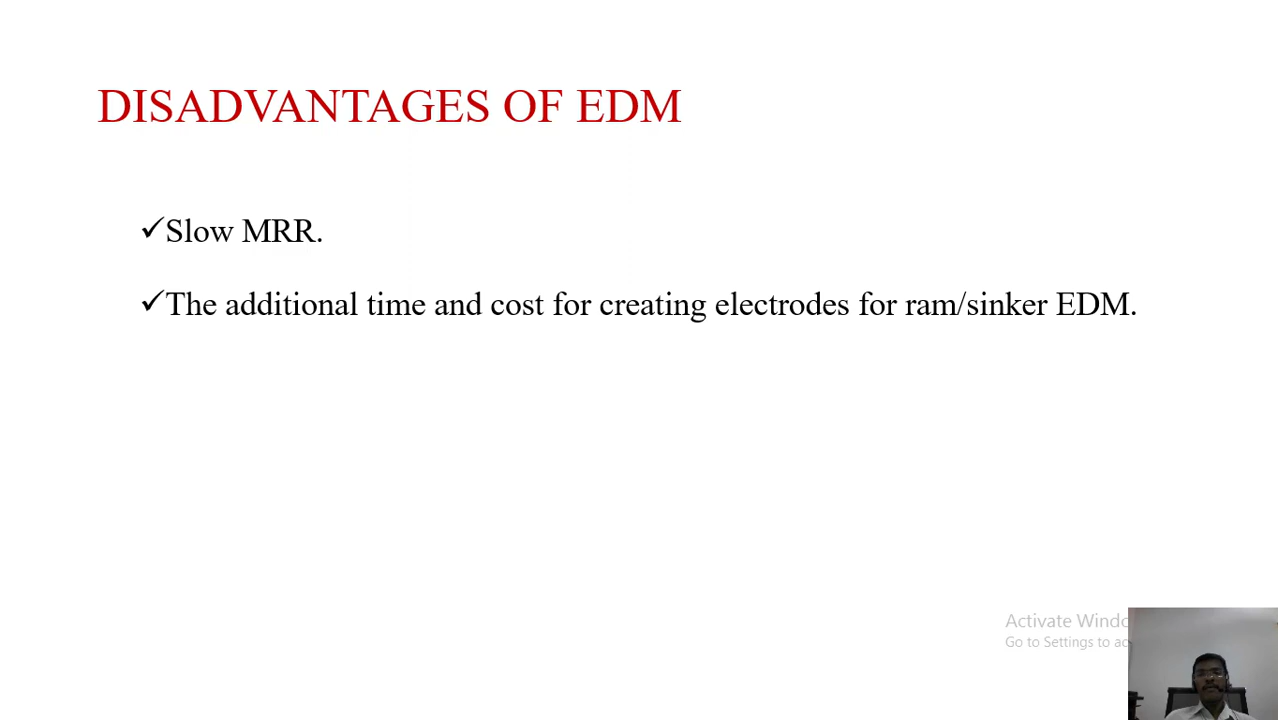 DISADVANTAGES OF EDM
✓Slow MRR.
✓The additional time and cost for creating electrodes for ram/sinker EDM.
Activate Windo
Go to Settings to ac